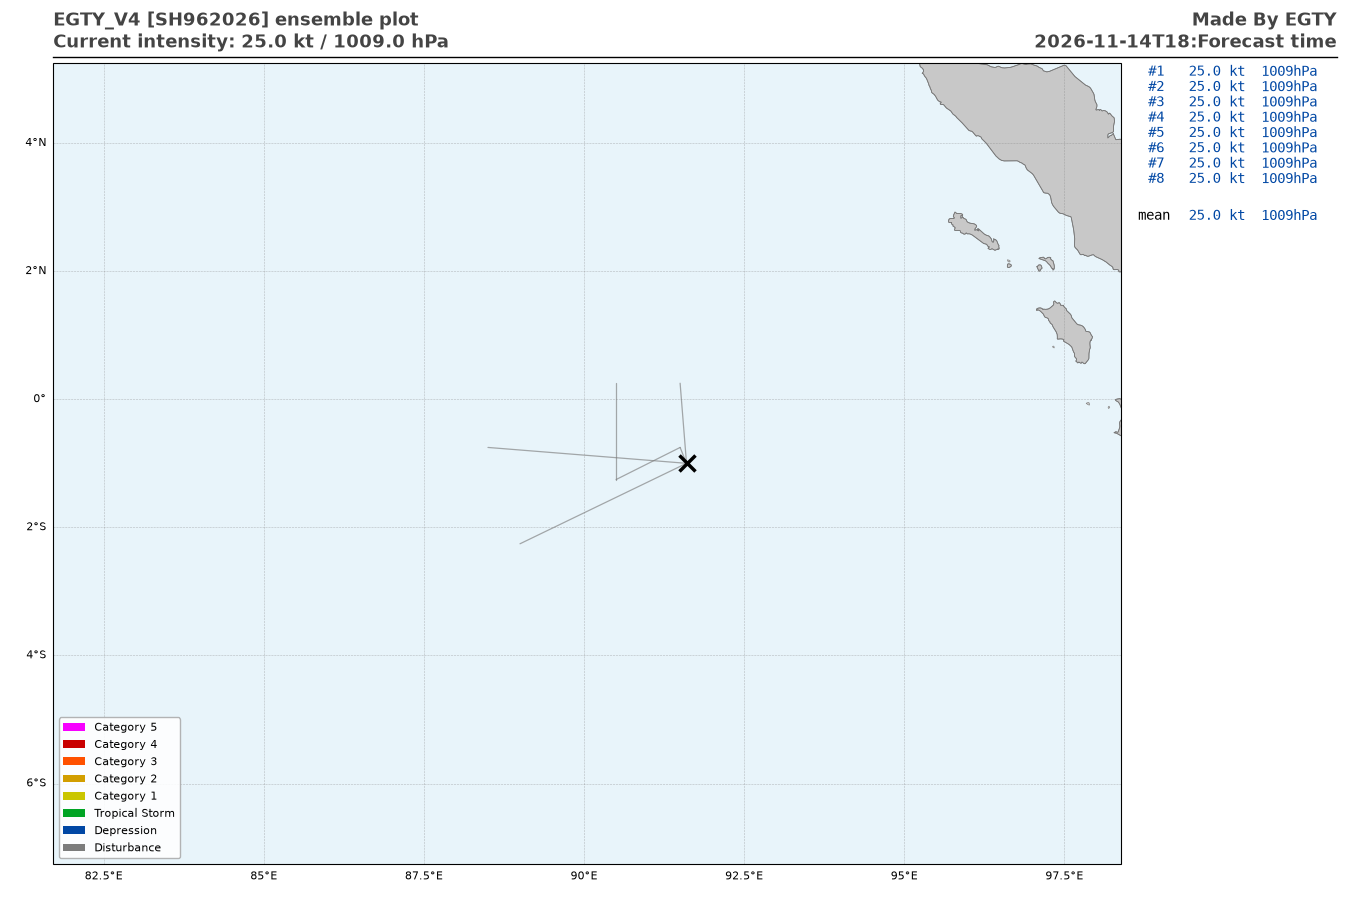 EGTY_V4 [SH962026] ensemble plot
Current intensity: 25.0 kt / 1009.0 hPa
Made By EGTY
2026-11-14T18:Forecast time
#1 25.0 kt 1009hPa
#2 25.0 kt 1009hPa
#3 25.0 kt 1009hPa
#4 25.0 kt 1009hPa
#5 25.0 kt 1009hPa
#6 25.0 kt 1009hPa
#7 25.0 kt 1009hPa
#8 25.0 kt 1009hPa
mean 25.0 kt 1009hPa
4°N
2°N
0°
2°S
4°S
6°S
Category 5
Category 4
Category 3
Category 2
Category 1
Tropical Storm
Depression
Disturbance
82.5°E 85°E 87.5°E 90°E 92.5°E 95°E 97.5°E